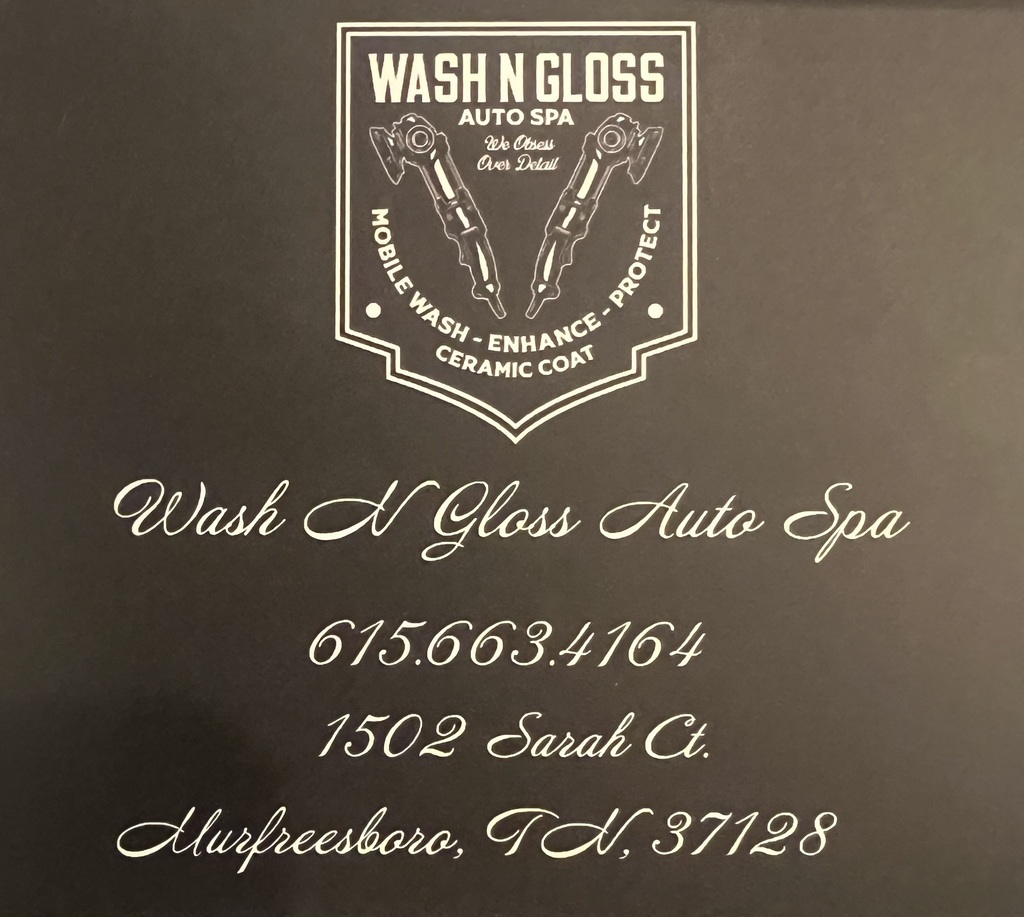 WASH N GLOSS
AUTO SPA
We Obsess
Over Detail
MOBILE WASH - ENHANCE - PROTECT
CERAMIC COAT
Wash N Gloss Auto Spa
615.663.4164
1502 Sarah Ct.
Murfreesboro, TN, 37128